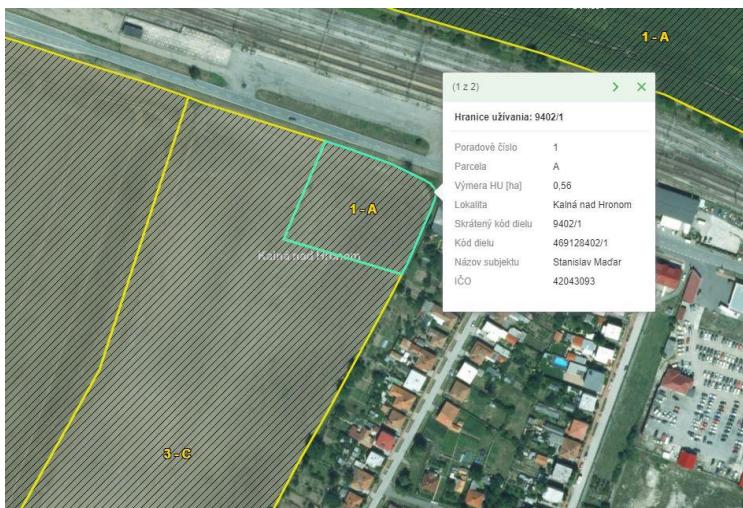 1 - A
(1 z 2)
Hranice užívania: 9402/1
Poradové číslo 1
Parcela A
Výmera HU [ha] 0,56
Lokalita Kalná nad Hronom
Skrátený kód dielu 9402/1
Kód dielu 469128402/1
Názov subjektu Stanislav Maďar
IČO 42043093
1 - A
Kalná nad Hronom
3 - C